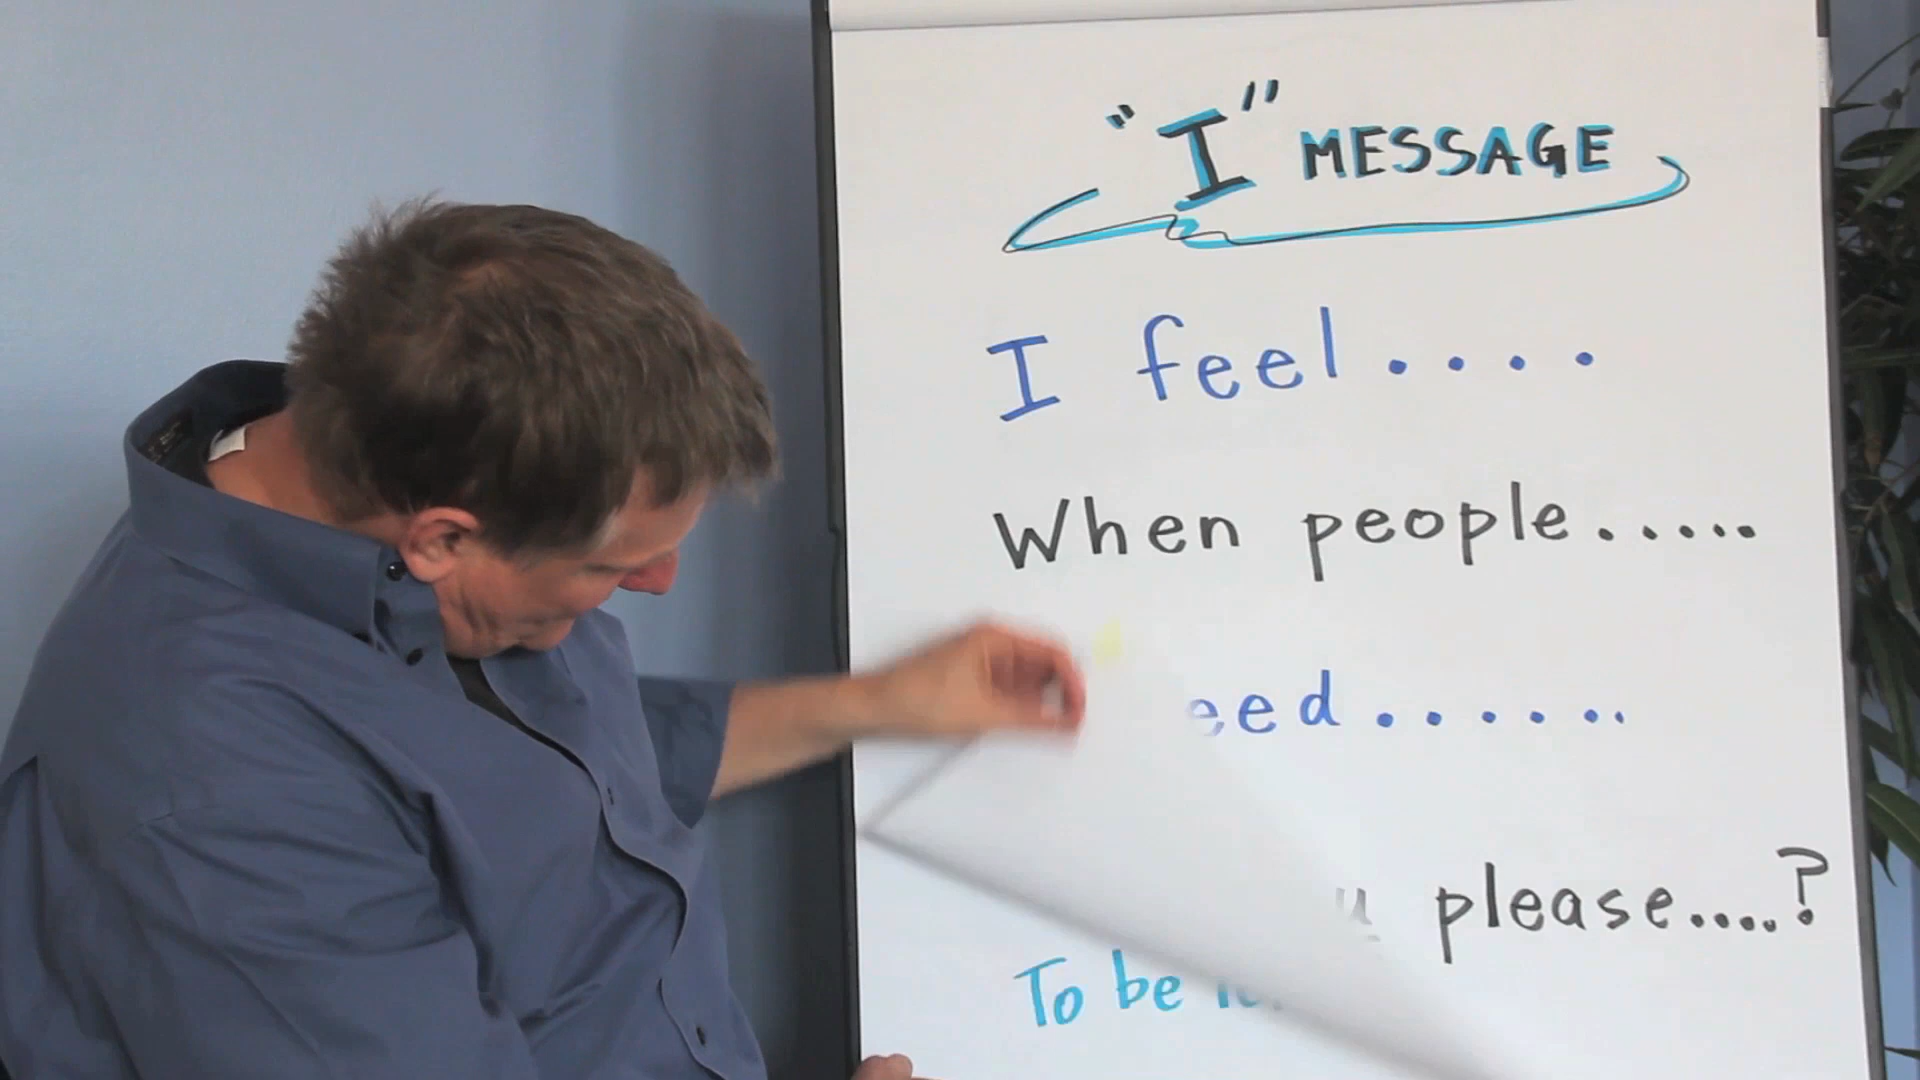 "I" MESSAGE
I feel....
When people.....
eed......
please....?
To be